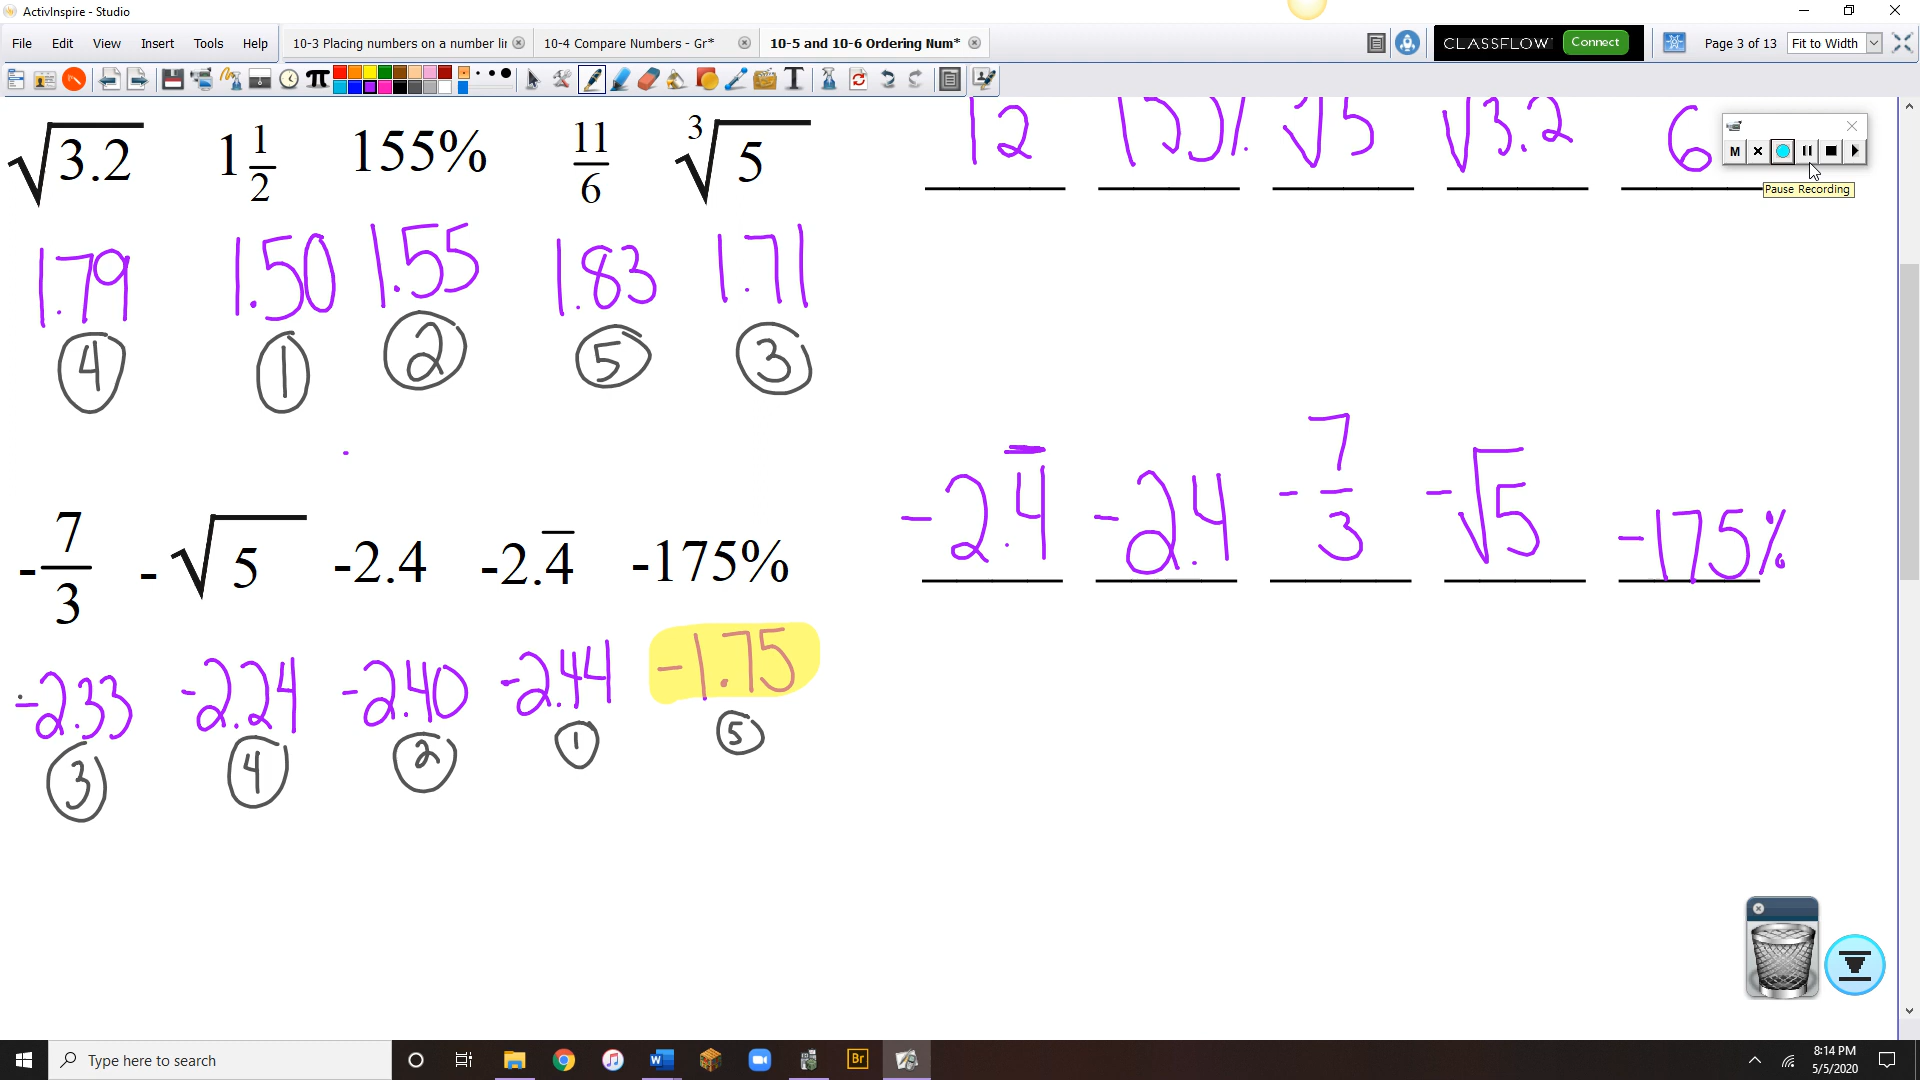 ActivInspire - Studio
File Edit View Insert Tools Help
10-3 Placing numbers on a number lin
10-4 Compare Numbers - Gr*
10-5 and 10-6 Ordering Num*
CLASSFLOW Connect
Page 3 of 13 Fit to Width
√3.2 1 1/2 155% 11/6 ∛5
12 155% ∛5 √3.2 6
M
Pause Recording
1.79 1.50 1.55 1.83 1.71
4 1 2 5 3
-7/3 -√5 -2.4 -2.4̅ -175%
-2.4̅ -2.4 -7/3 -√5 -175%
-2.33 -2.24 -2.40 -2.44 -1.75
3 4 2 1 5
Type here to search
Br
8:14 PM
5/5/2020